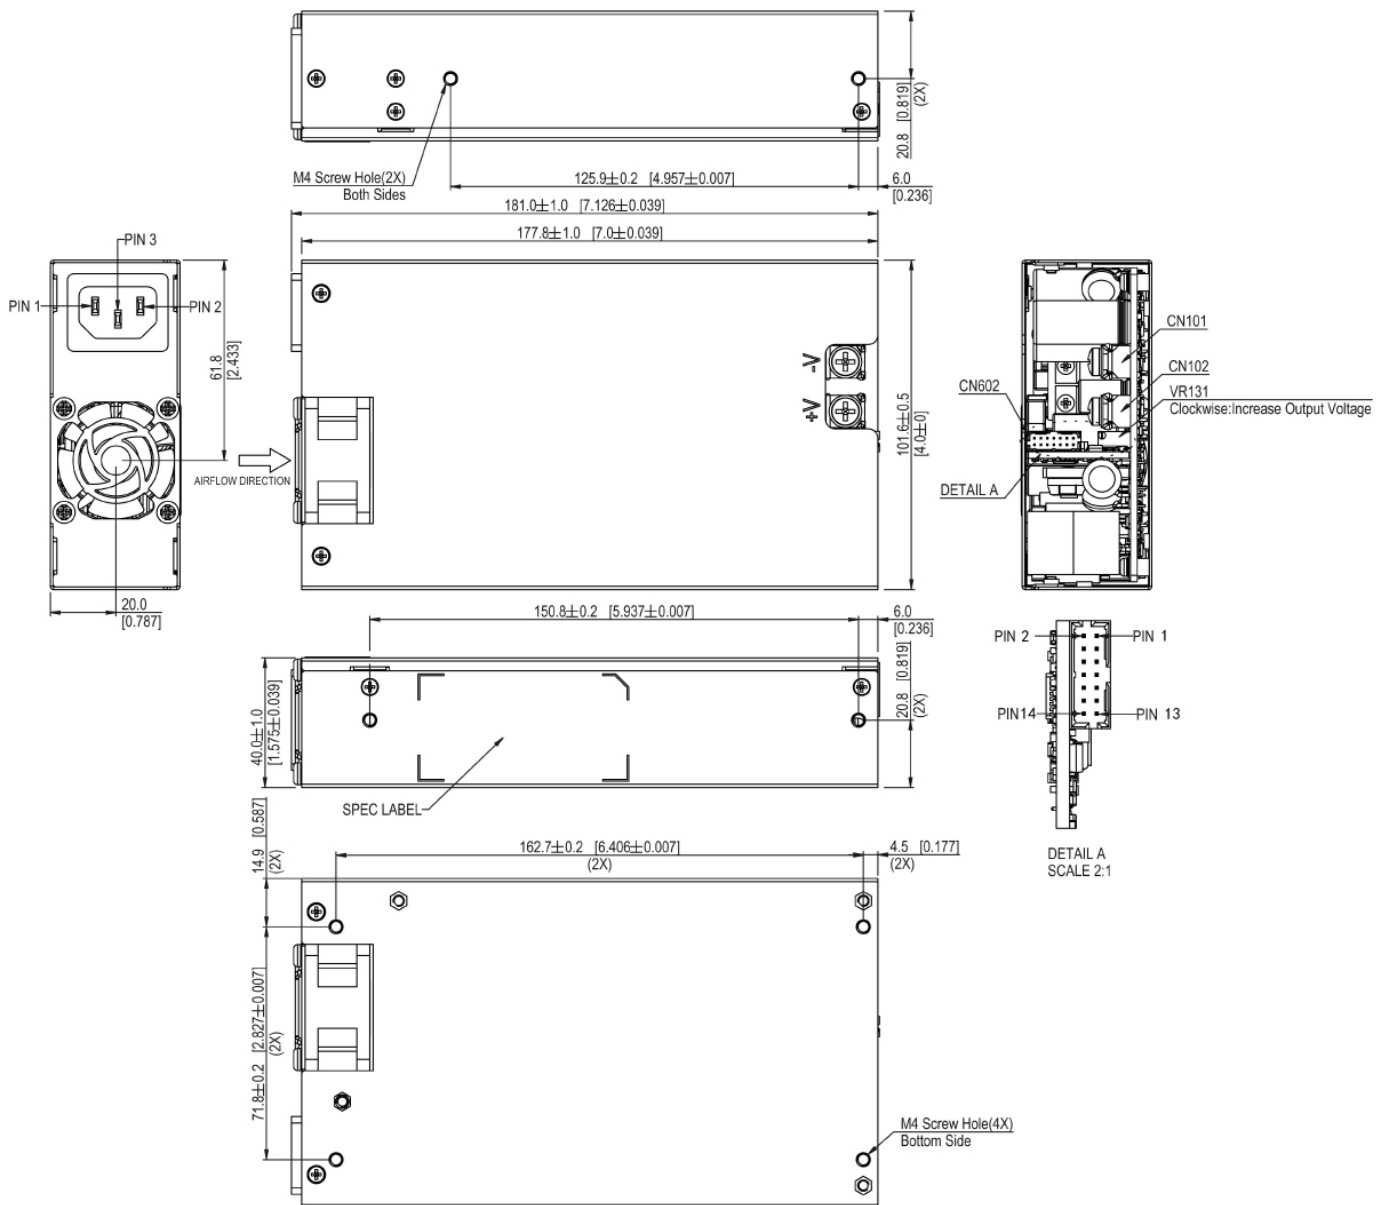 20.8 [0.819]
(2X)
M4 Screw Hole(2X)
Both Sides
125.9±0.2 [4.957±0.007]
6.0
[0.236]
181.0±1.0 [7.126±0.039]
177.8±1.0 [7.0±0.039]
PIN 3
PIN 1
PIN 2
61.8
[2.433]
AIRFLOW DIRECTION
20.0
[0.787]
-V
+V
101.6±0.5
[4.0±0]
CN101
CN102
CN602
VR131
Clockwise:Increase Output Voltage
DETAIL A
150.8±0.2 [5.937±0.007]
6.0
[0.236]
40.0±1.0
[1.575±0.039]
20.8 [0.819]
(2X)
SPEC LABEL
PIN 2
PIN 1
PIN14
PIN 13
DETAIL A
SCALE 2:1
14.9 [0.587]
(2X)
162.7±0.2 [6.406±0.007]
(2X)
4.5 [0.177]
(2X)
71.8±0.2 [2.827±0.007]
(2X)
M4 Screw Hole(4X)
Bottom Side